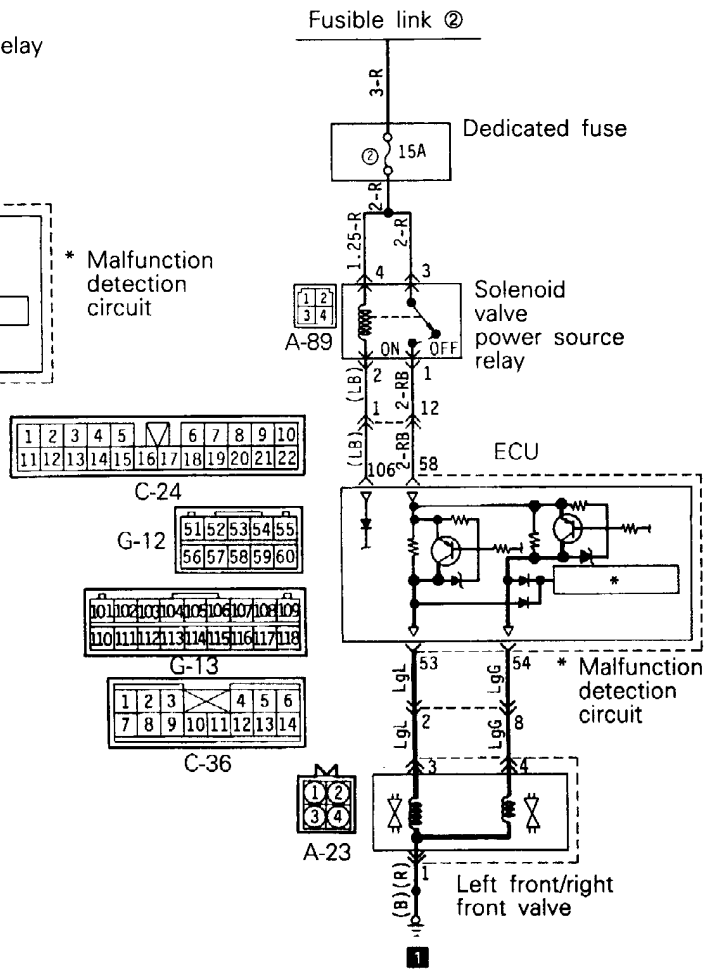 Fusible link ②
elay
3-R
Dedicated fuse
② 15A
2-R
1.25-R
2-R
* Malfunction
detection
circuit
4 3
1 2
3 4
A-89
Solenoid
valve
power source
relay
ON OFF
2 1
(LB) 2-RB
1 12
(LB) 2-RB
106 58
ECU
1 2 3 4 5 6 7 8 9 10
11 12 13 14 15 16 17 18 19 20 21 22
C-24
51 52 53 54 55
56 57 58 59 60
G-12
*
101 102 103 104 105 106 107 108 109
110 111 112 113 114 115 116 117 118
G-13
53 54
LgL LgG
* Malfunction
detection
circuit
1 2 3 4 5 6
7 8 9 10 11 12 13 14
C-36
2 8
LgL LgG
3 4
1 2
3 4
A-23
1
(B)(R)
Left front/right
front valve
1